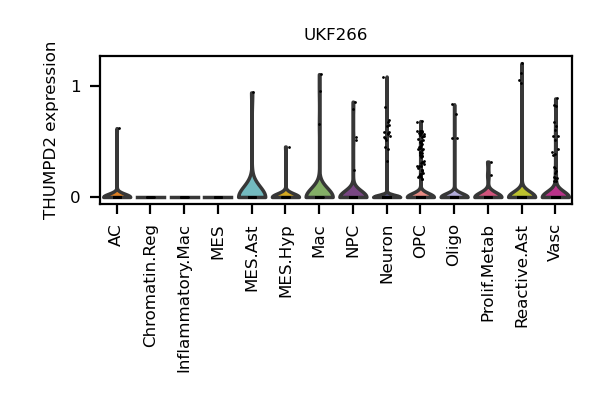 UKF266
THUMPD2 expression
1
0
AC
Chromatin.Reg
Inflammatory.Mac
MES
MES.Ast
MES.Hyp
Mac
NPC
Neuron
OPC
Oligo
Prolif.Metab
Reactive.Ast
Vasc